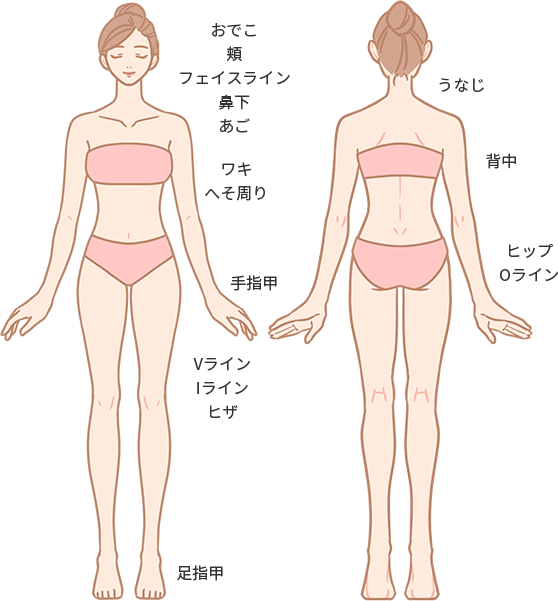 おでこ
頬
フェイスライン
鼻下
あご
うなじ
ワキ
へそ周り
背中
手指甲
ヒップ
Oライン
Vライン
Iライン
ヒザ
足指甲